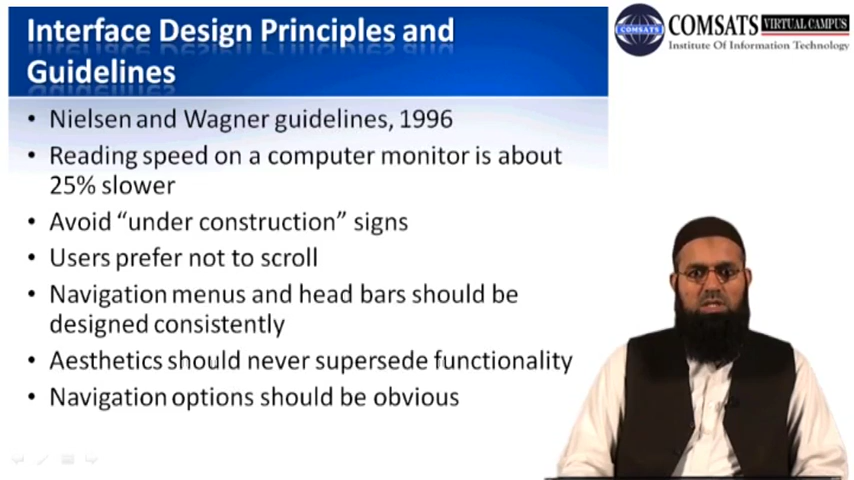 Interface Design Principles and
Guidelines
COMSATS VIRTUAL CAMPUS
COMSATS
Institute Of Information Technology
• Nielsen and Wagner guidelines, 1996
• Reading speed on a computer monitor is about
25% slower
• Avoid “under construction” signs
• Users prefer not to scroll
• Navigation menus and head bars should be
designed consistently
• Aesthetics should never supersede functionality
• Navigation options should be obvious